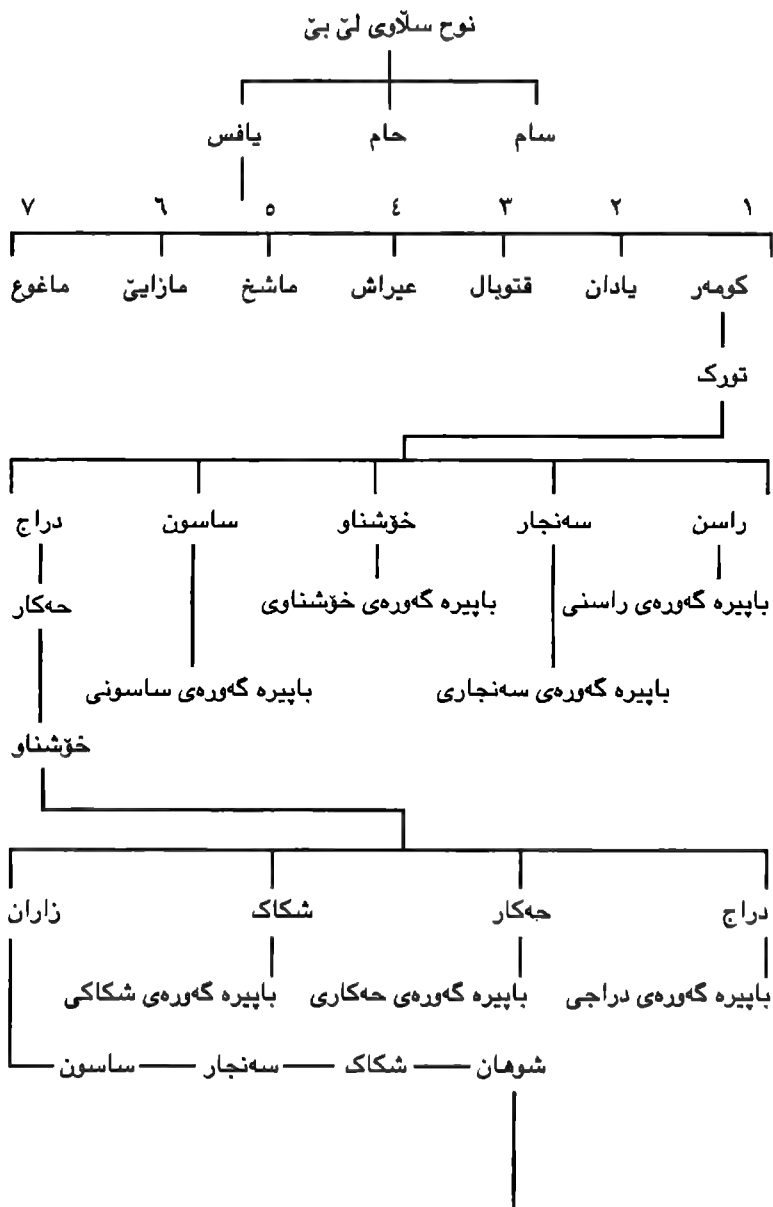 نوح سڵاوی لێ بێ
سام حام یافس
١ ٢ ٣ ٤ ٥ ٦ ٧
کومەر یادان قتوبال عیراش ماشخ مازایێ ماغوع
تورک
راسن سەنجار خۆشناو ساسون دراج
باپیرە گەورەی راسنی باپیرە گەورەی خۆشناوی حەکار
باپیرە گەورەی سەنجاری باپیرە گەورەی ساسونی
خۆشناو
دراج حەکار شکاک زاران
باپیرە گەورەی دراجی باپیرە گەورەی حەکاری باپیرە گەورەی شکاکی
شوهان شکاک سەنجار ساسون